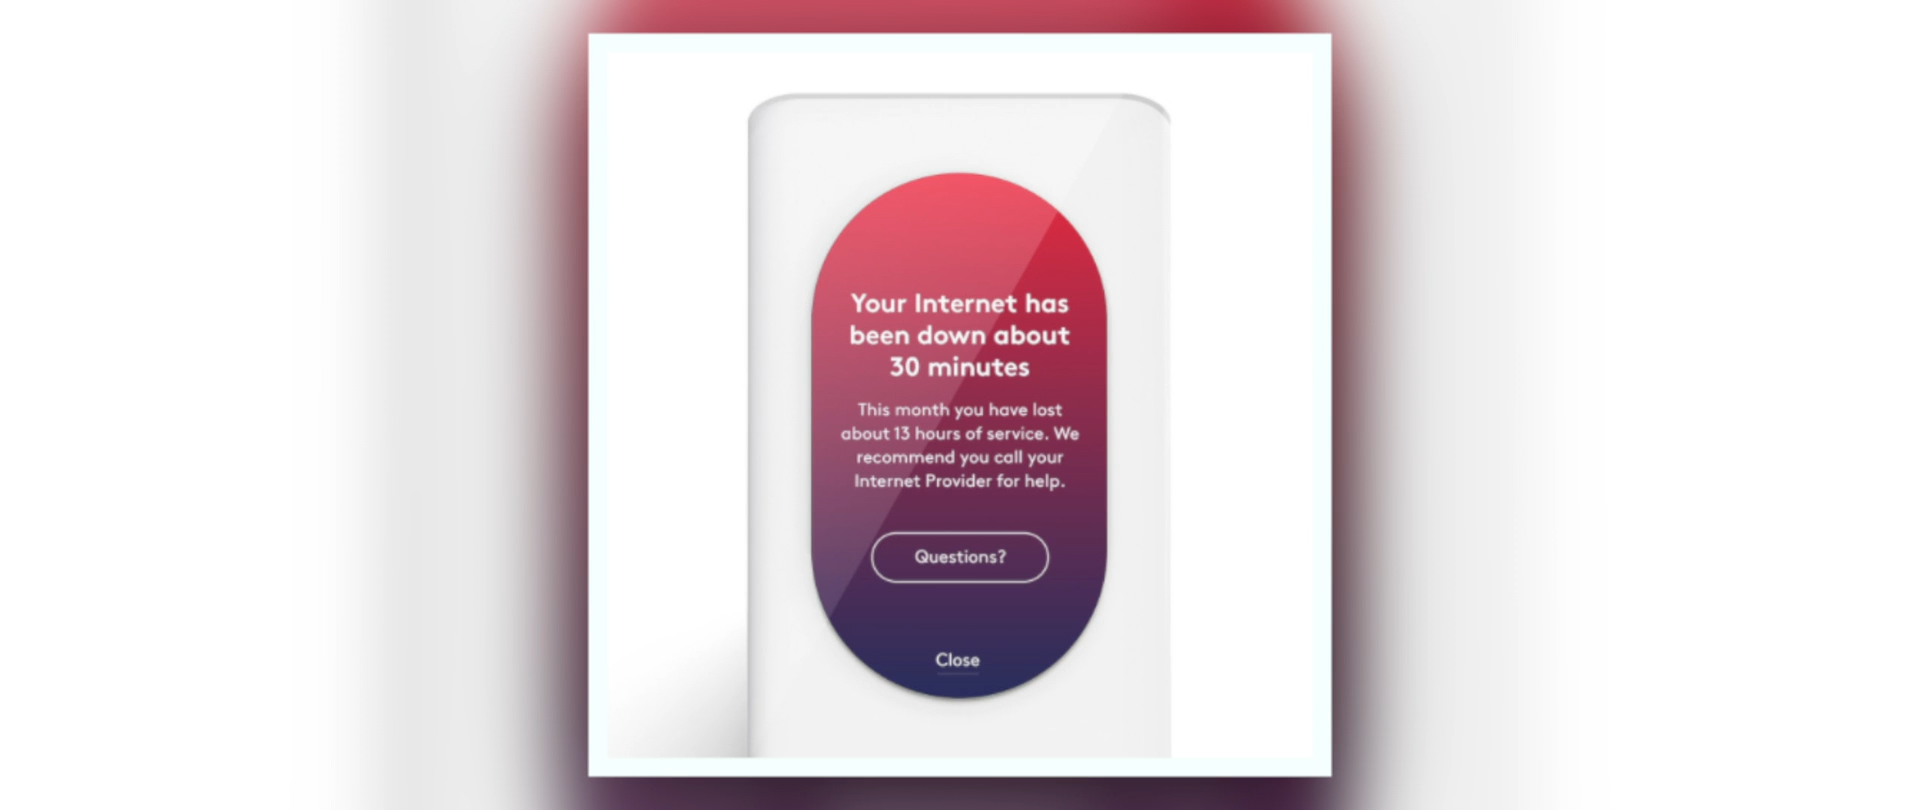 Your Internet has
been down about
30 minutes
This month you have lost
about 13 hours of service. We
recommend you call your
Internet Provider for help.
Questions?
Close